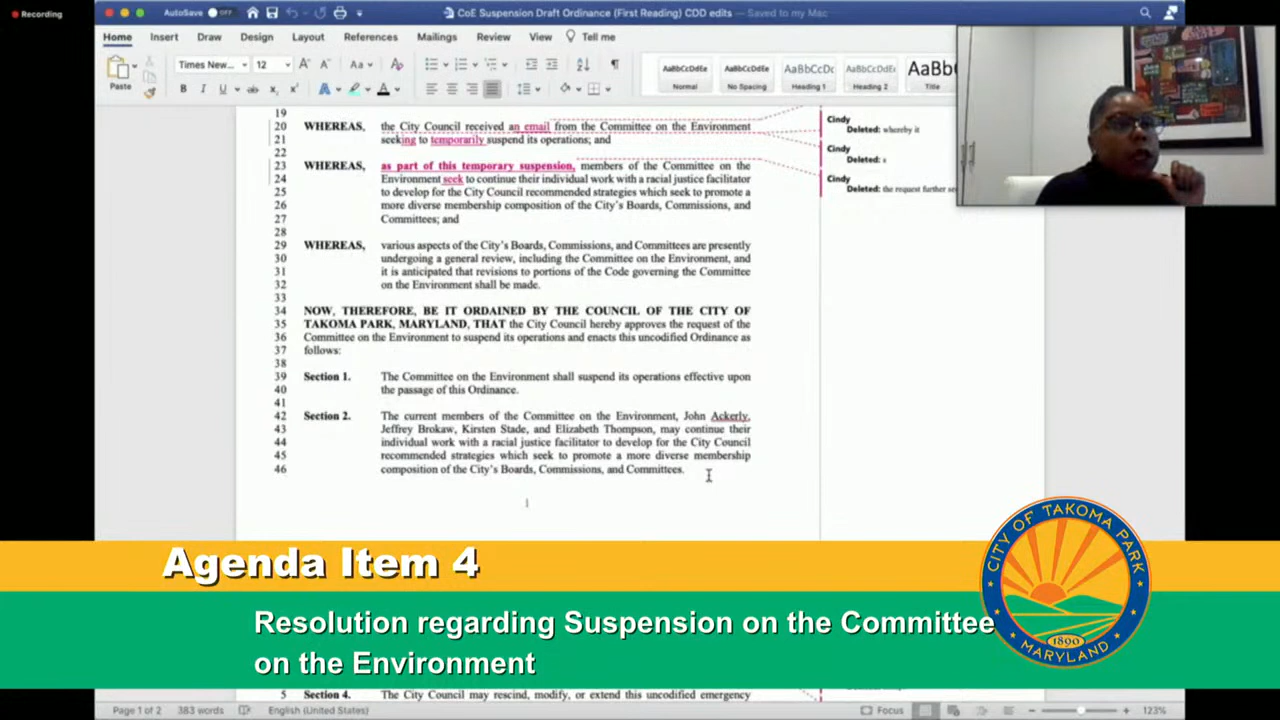 Recording
AutoSave OFF
CoE Suspension Draft Ordinance (First Reading) CDD edits — Saved to my Mac
Home Insert Draw Design Layout References Mailings Review View Tell me
Paste
Times New... 12
AaBbCcDdEe Normal
AaBbCcDdEe No Spacing
AaBbCcDc Heading 1
AaBbCcDdEe Heading 2
AaBb Title
19
20 WHEREAS, the City Council received an email from the Committee on the Environment
21 seeking to temporarily suspend its operations; and
22
23 WHEREAS, as part of this temporary suspension, members of the Committee on the
24 Environment seek to continue their individual work with a racial justice facilitator
25 to develop for the City Council recommended strategies which seek to promote a
26 more diverse membership composition of the City's Boards, Commissions, and
27 Committees; and
28
29 WHEREAS, various aspects of the City's Boards, Commissions, and Committees are presently
30 undergoing a general review, including the Committee on the Environment, and
31 it is anticipated that revisions to portions of the Code governing the Committee
32 on the Environment shall be made.
33
34 NOW, THEREFORE, BE IT ORDAINED BY THE COUNCIL OF THE CITY OF
35 TAKOMA PARK, MARYLAND, THAT the City Council hereby approves the request of the
36 Committee on the Environment to suspend its operations and enacts this uncodified Ordinance as
37 follows:
38
39 Section 1. The Committee on the Environment shall suspend its operations effective upon
40 the passage of this Ordinance.
41
42 Section 2. The current members of the Committee on the Environment, John Ackerly,
43 Jeffrey Brokaw, Kirsten Stade, and Elizabeth Thompson, may continue their
44 individual work with a racial justice facilitator to develop for the City Council
45 recommended strategies which seek to promote a more diverse membership
46 composition of the City's Boards, Commissions, and Committees.
1
Cindy
Deleted: whereby it
Cindy
Deleted: s
Cindy
Deleted: the request further se
Agenda Item 4
Resolution regarding Suspension on the Committee
on the Environment
CITY OF TAKOMA PARK
1890
MARYLAND
5 Section 4. The City Council may rescind, modify, or extend this uncodified emergency
Page 1 of 2 383 words English (United States) Focus 123%